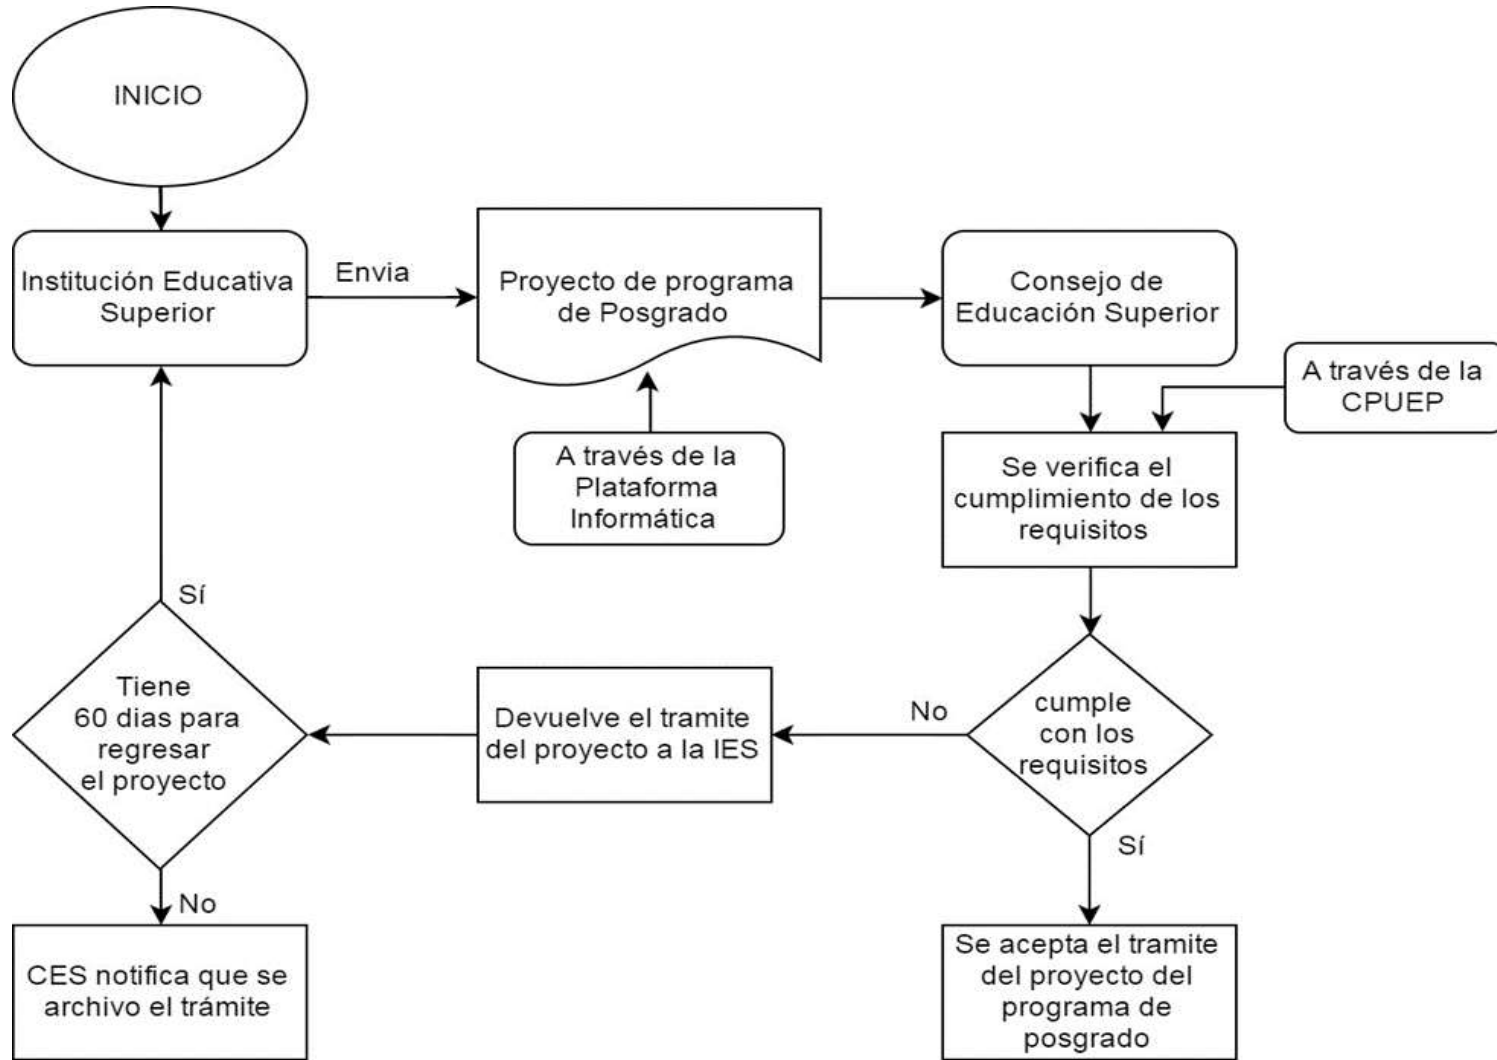 INICIO
Institución Educativa
Superior
Envia
Proyecto de programa
de Posgrado
Consejo de
Educación Superior
A través de la
CPUEP
A través de la
Plataforma
Informática
Se verifica el
cumplimiento de los
requisitos
cumple
con los
requisitos
No
Sí
Devuelve el tramite
del proyecto a la IES
Tiene
60 dias para
regresar
el proyecto
Sí
No
CES notifica que se
archivo el trámite
Se acepta el tramite
del proyecto del
programa de
posgrado